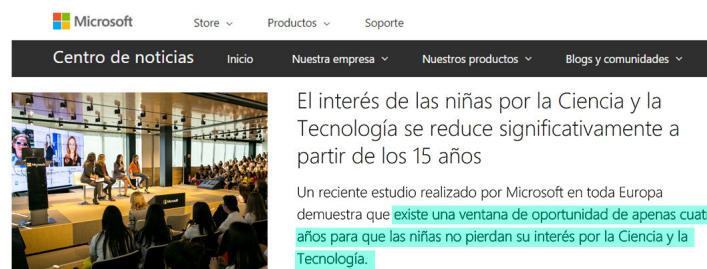 Microsoft
Store Productos Soporte
Centro de noticias Inicio Nuestra empresa Nuestros productos Blogs y comunidades
El interés de las niñas por la Ciencia y la
Tecnología se reduce significativamente a
partir de los 15 años
Un reciente estudio realizado por Microsoft en toda Europa
demuestra que existe una ventana de oportunidad de apenas cuat
años para que las niñas no pierdan su interés por la Ciencia y la
Tecnología.